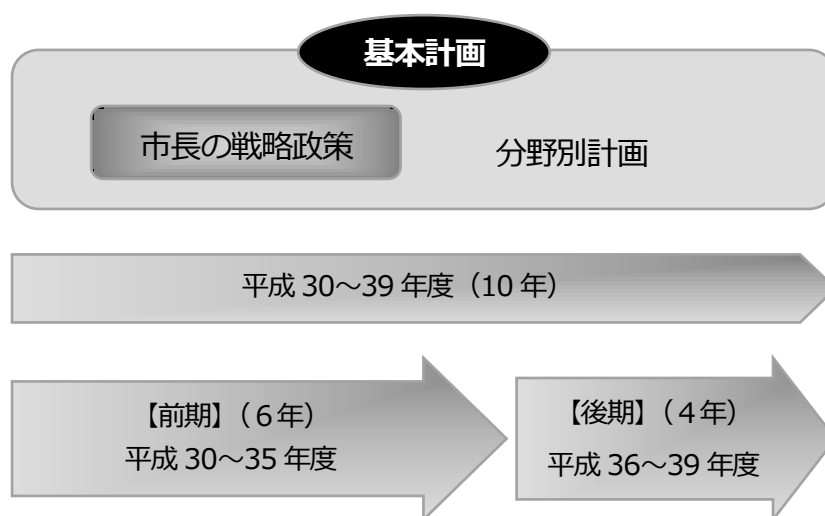 基本計画
市長の戦略政策
分野別計画
平成 30～39 年度（10 年）
【前期】（６年）
平成 30～35 年度
【後期】（４年）
平成 36～39 年度